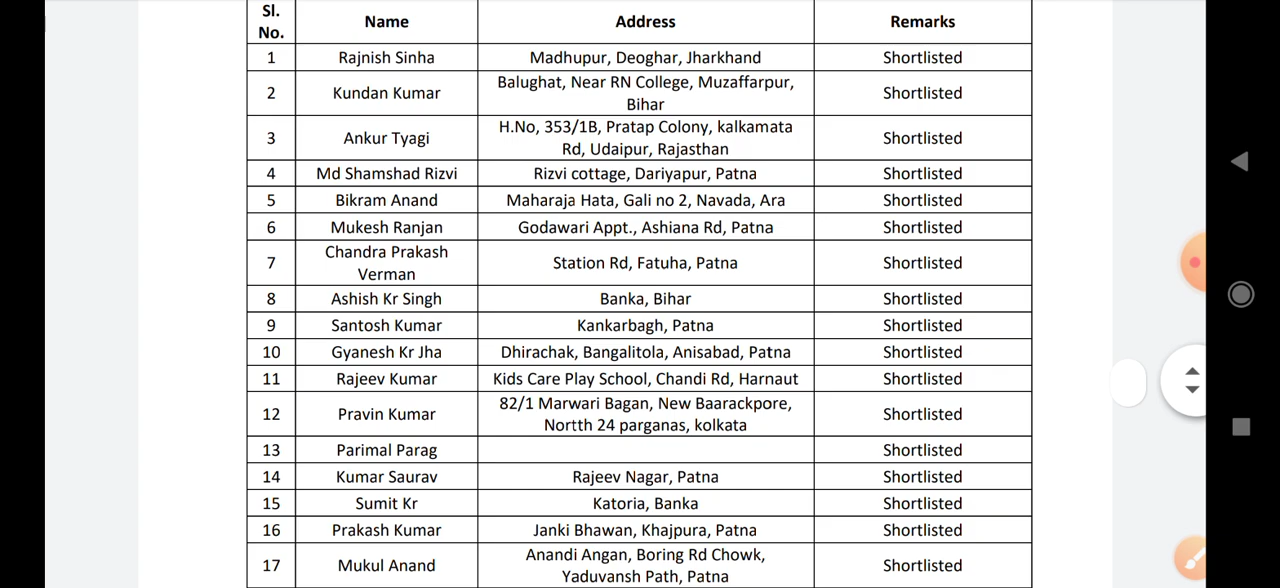 Sl. No. Name Address Remarks
1 Rajnish Sinha Madhupur, Deoghar, Jharkhand Shortlisted
2 Kundan Kumar Balughat, Near RN College, Muzaffarpur, Bihar Shortlisted
3 Ankur Tyagi H.No, 353/1B, Pratap Colony, kalkamata Rd, Udaipur, Rajasthan Shortlisted
4 Md Shamshad Rizvi Rizvi cottage, Dariyapur, Patna Shortlisted
5 Bikram Anand Maharaja Hata, Gali no 2, Navada, Ara Shortlisted
6 Mukesh Ranjan Godawari Appt., Ashiana Rd, Patna Shortlisted
7 Chandra Prakash Verman Station Rd, Fatuha, Patna Shortlisted
8 Ashish Kr Singh Banka, Bihar Shortlisted
9 Santosh Kumar Kankarbagh, Patna Shortlisted
10 Gyanesh Kr Jha Dhirachak, Bangalitola, Anisabad, Patna Shortlisted
11 Rajeev Kumar Kids Care Play School, Chandi Rd, Harnaut Shortlisted
12 Pravin Kumar 82/1 Marwari Bagan, New Baarackpore, Nortth 24 parganas, kolkata Shortlisted
13 Parimal Parag Shortlisted
14 Kumar Saurav Rajeev Nagar, Patna Shortlisted
15 Sumit Kr Katoria, Banka Shortlisted
16 Prakash Kumar Janki Bhawan, Khajpura, Patna Shortlisted
17 Mukul Anand Anandi Angan, Boring Rd Chowk, Yaduvansh Path, Patna Shortlisted